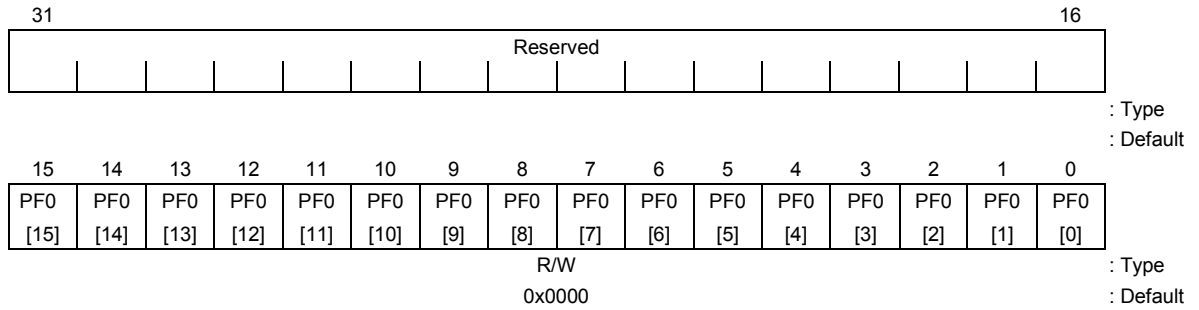 31 16
Reserved
: Type
: Default
15 14 13 12 11 10 9 8 7 6 5 4 3 2 1 0
PF0 PF0 PF0 PF0 PF0 PF0 PF0 PF0 PF0 PF0 PF0 PF0 PF0 PF0 PF0 PF0
[15] [14] [13] [12] [11] [10] [9] [8] [7] [6] [5] [4] [3] [2] [1] [0]
R/W : Type
0x0000 : Default